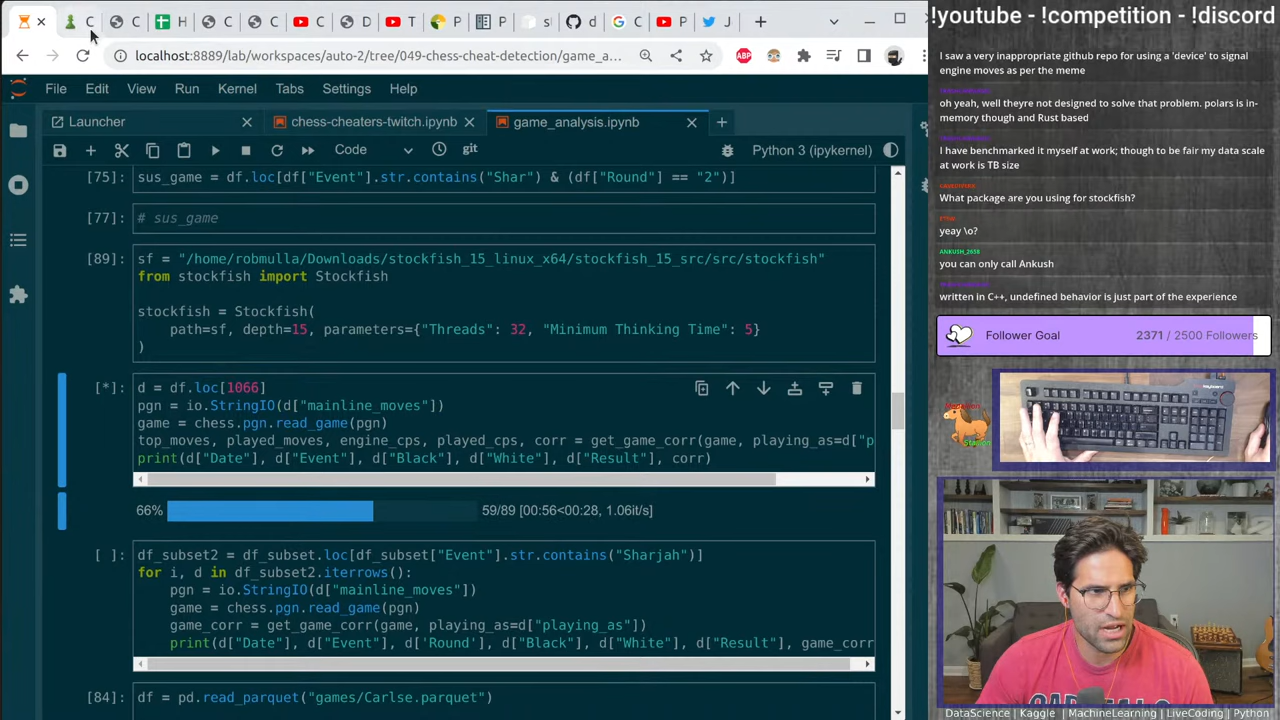 C
C
H
C
C
C
T
P
P
s
d
C
C
J
localhost:8889/lab/workspaces/auto-2/tree/049-chess-cheat-detection/game_a...
ABP
File Edit View Run Kernel Tabs Settings Help
Launcher
chess-cheaters-twitch.ipynb
game_analysis.ipynb
Code
git
Python 3 (ipykernel)
[75]: sus_game = df.loc[df["Event"].str.contains("Shar") & (df["Round"] == "2")]
[77]: # sus_game
[89]: sf = "/home/robmulla/Downloads/stockfish_15_linux_x64/stockfish_15_src/src/stockfish"
from stockfish import Stockfish
stockfish = Stockfish(
path=sf, depth=15, parameters={"Threads": 32, "Minimum Thinking Time": 5}
)
[*]: d = df.loc[1066]
pgn = io.StringIO(d["mainline_moves"])
game = chess.pgn.read_game(pgn)
top_moves, played_moves, engine_cps, played_cps, corr = get_game_corr(game, playing_as=d["p
print(d["Date"], d["Event"], d["Black"], d["White"], d["Result"], corr)
66% 59/89 [00:56<00:28, 1.06it/s]
[ ]: df_subset2 = df_subset.loc[df_subset["Event"].str.contains("Sharjah")]
for i, d in df_subset2.iterrows():
pgn = io.StringIO(d["mainline_moves"])
game = chess.pgn.read_game(pgn)
game_corr = get_game_corr(game, playing_as=d["playing_as"])
print(d["Date"], d["Event"], d['Round'], d["Black"], d["White"], d["Result"], game_corr
[84]: df = pd.read_parquet("games/Carlse.parquet")
!youtube - !competition - !discord
I saw a very inappropriate github repo for using a 'device' to signal
engine moves as per the meme
oh yeah, well theyre not designed to solve that problem. polars is in-
memory though and Rust based
I have benchmarked it myself at work; though to be fair my data scale
at work is TB size
What package are you using for stockfish?
yeay \o?
ANKUSH_2658
you can only call Ankush
written in C++, undefined behavior is just part of the experience
Follower Goal 2371 / 2500 Followers
Medallion
Stallion
DataScience | Kaggle | MachineLearning | LiveCoding | Python